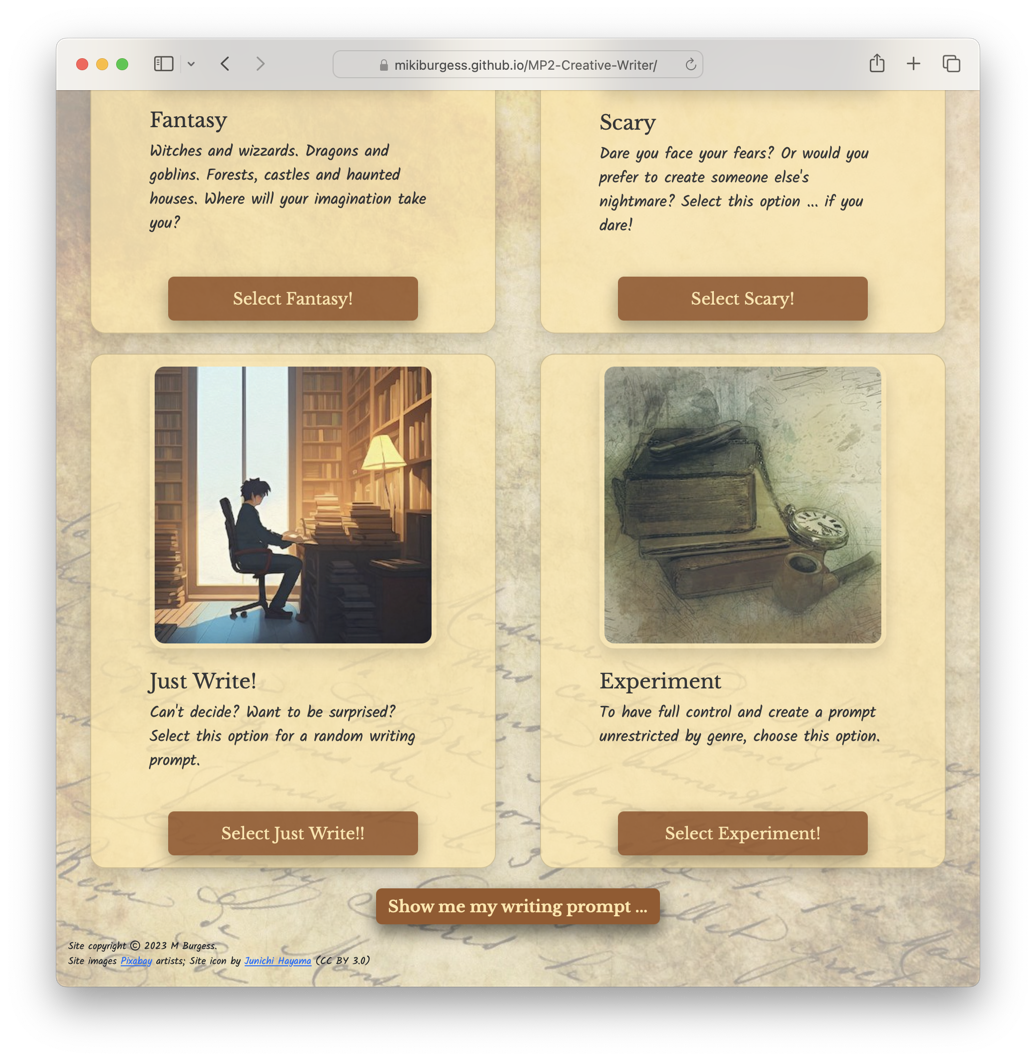 mikiburgess.github.io/MP2-Creative-Writer/
Fantasy
Witches and wizzards. Dragons and
goblins. Forests, castles and haunted
houses. Where will your imagination take
you?
Select Fantasy!
Scary
Dare you face your fears? Or would you
prefer to create someone else's
nightmare? Select this option ... if you
dare!
Select Scary!
Just Write!
Can't decide? Want to be surprised?
Select this option for a random writing
prompt.
Select Just Write!!
Experiment
To have full control and create a prompt
unrestricted by genre, choose this option.
Select Experiment!
Show me my writing prompt ...
Site copyright © 2023 M Burgess.
Site images Pixabay artists; Site icon by Junichi Hayama (CC BY 3.0)